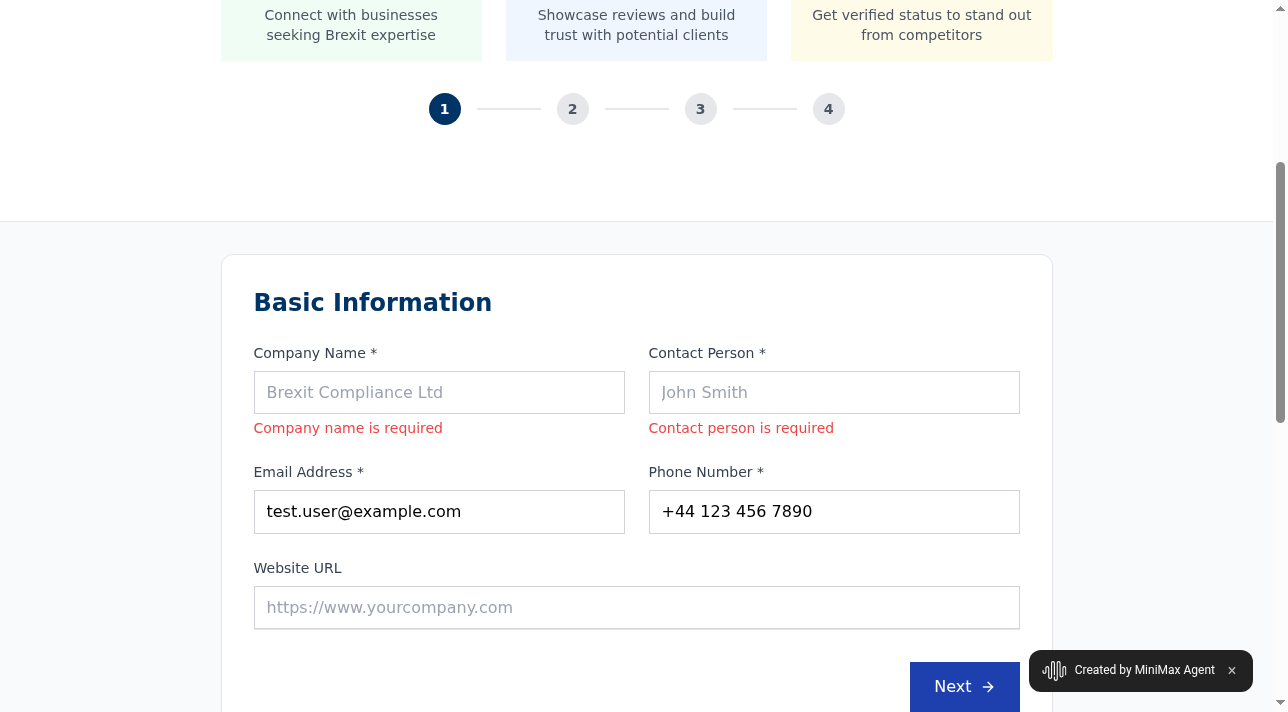 Connect with businesses
seeking Brexit expertise
Showcase reviews and build
trust with potential clients
Get verified status to stand out
from competitors
1
2
3
4
Basic Information
Company Name *
Contact Person *
Brexit Compliance Ltd
John Smith
Company name is required
Contact person is required
Email Address *
Phone Number *
test.user@example.com
+44 123 456 7890
Website URL
https://www.yourcompany.com
Next →
Created by MiniMax Agent ×